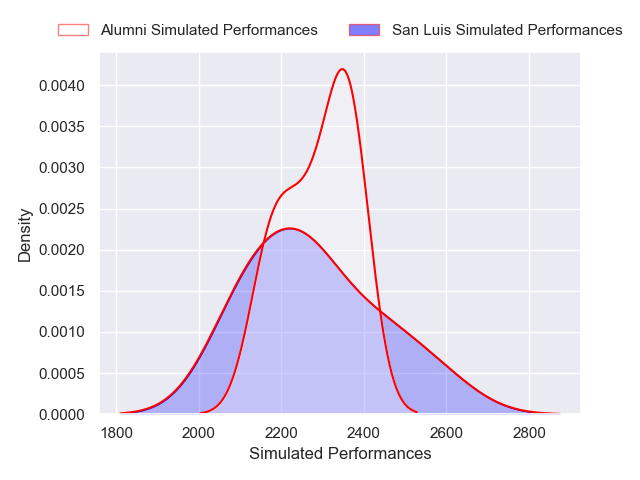 Alumni Simulated Performances San Luis Simulated Performances
0.0040
0.0035
0.0030
0.0025
0.0020
0.0015
0.0010
0.0005
0.0000
Density
1800 2000 2200 2400 2600 2800
Simulated Performances